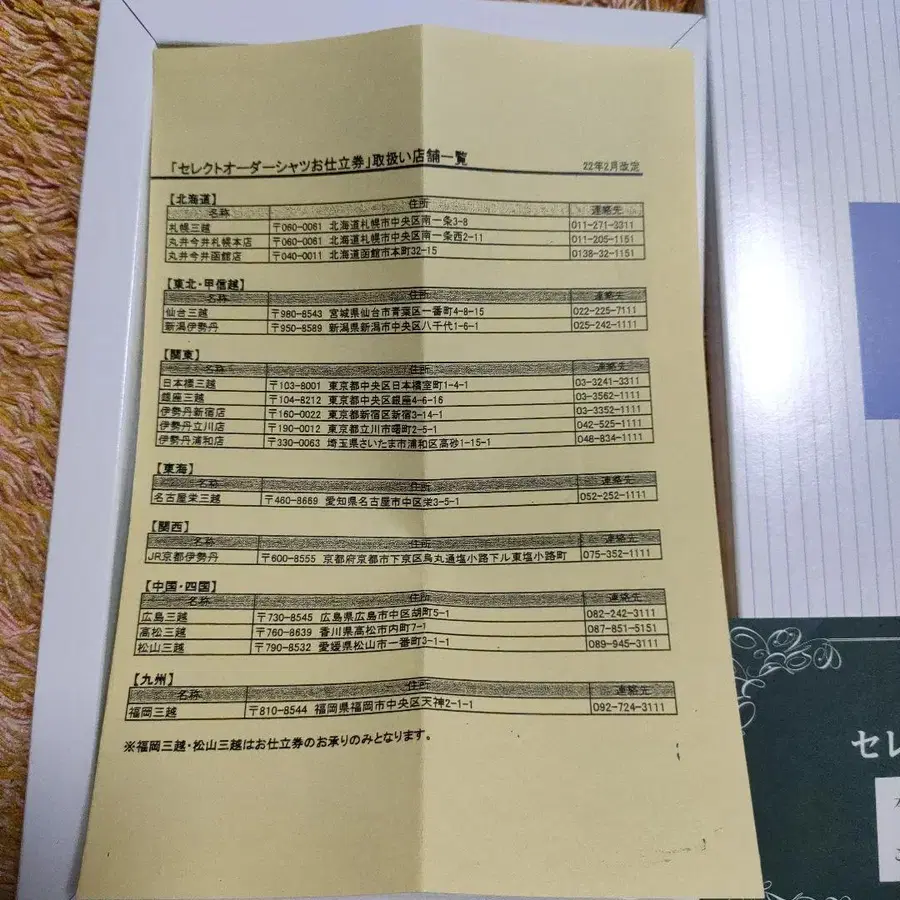 「セレクトオーダーシャツお仕立券」取扱い店舗一覧 22年2月改定
【北海道】
名称 住所 連絡先
札幌三越 〒060-0061 北海道札幌市中央区南一条3-8 011-271-3311
丸井今井札幌本店 〒060-0061 北海道札幌市中央区南一条西2-11 011-205-1151
丸井今井函館店 〒040-0011 北海道函館市本町32-15 0138-32-1151
【東北・甲信越】
名称 住所 連絡先
仙台三越 〒980-8543 宮城県仙台市青葉区一番町4-8-15 022-225-7111
新潟伊勢丹 〒950-8589 新潟県新潟市中央区八千代1-6-1 025-242-1111
【関東】
名称 住所 連絡先
日本橋三越 〒103-8001 東京都中央区日本橋室町1-4-1 03-3241-3311
銀座三越 〒104-8212 東京都中央区銀座4-6-16 03-3562-1111
伊勢丹新宿店 〒160-0022 東京都新宿区新宿3-14-1 03-3352-1111
伊勢丹立川店 〒190-0012 東京都立川市曙町2-5-1 042-525-1111
伊勢丹浦和店 〒330-0063 埼玉県さいたま市浦和区高砂1-15-1 048-834-1111
【東海】
名称 住所 連絡先
名古屋栄三越 〒460-8669 愛知県名古屋市中区栄3-5-1 052-252-1111
【関西】
名称 住所 連絡先
JR京都伊勢丹 〒600-8555 京都府京都市下京区烏丸通塩小路下ル東塩小路町 075-352-1111
【中国・四国】
名称 住所 連絡先
広島三越 〒730-8545 広島県広島市中区胡町5-1 082-242-3111
高松三越 〒760-8639 香川県高松市内町7-1 087-851-5151
松山三越 〒790-8532 愛媛県松山市一番町3-1-1 089-945-3111
【九州】
名称 住所 連絡先
福岡三越 〒810-8544 福岡県福岡市中央区天神2-1-1 092-724-3111
※福岡三越・松山三越はお仕立券のお承りのみとなります。
セレ